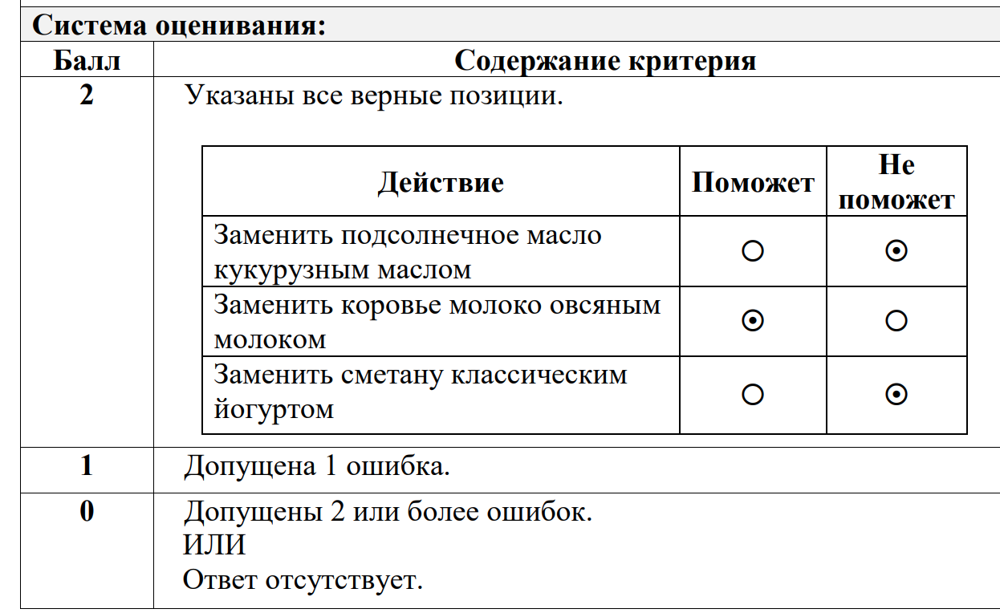 Система оценивания:
Балл Содержание критерия
2 Указаны все верные позиции.
Действие Поможет Не поможет
Заменить подсолнечное масло
кукурузным маслом
Заменить коровье молоко овсяным
молоком
Заменить сметану классическим
йогуртом
1 Допущена 1 ошибка.
0 Допущены 2 или более ошибок.
ИЛИ
Ответ отсутствует.